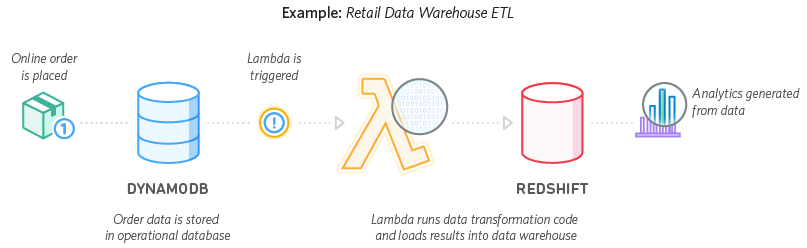 Example: Retail Data Warehouse ETL
Online order
is placed
Lambda is
triggered
Analytics generated
from data
1
!
DYNAMODB
REDSHIFT
Order data is stored
in operational database
Lambda runs data transformation code
and loads results into data warehouse